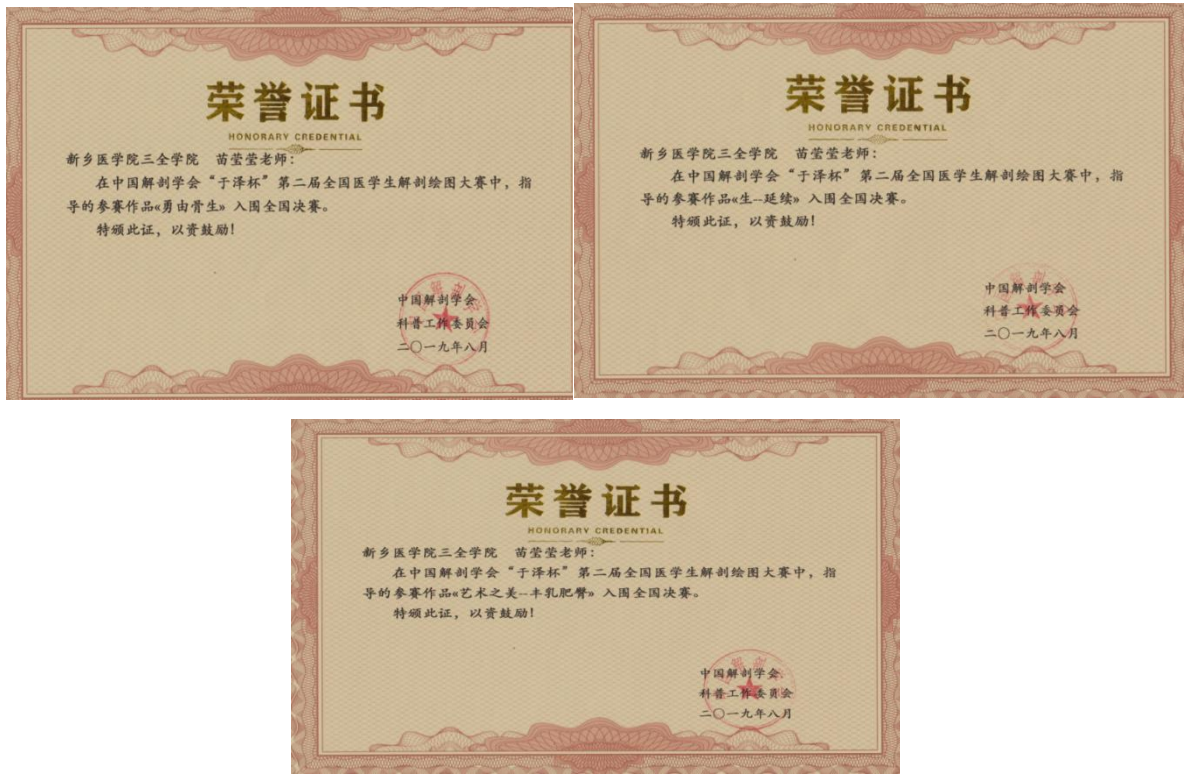 荣誉证书
HONORARY CREDENTIAL
新乡医学院三全学院 苗莹莹老师:
在中国解剖学会“于泽杯”第二届全国医学生解剖绘图大赛中，指
导的参赛作品«勇由骨生» 入围全国决赛。
特颁此证，以资鼓励!
中国解剖学会
科普工作委员会
二〇一九年八月
荣誉证书
HONORARY CREDENTIAL
新乡医学院三全学院 苗莹莹老师:
在中国解剖学会“于泽杯”第二届全国医学生解剖绘图大赛中，指
导的参赛作品«生--延续» 入围全国决赛。
特颁此证，以资鼓励!
中国解剖学会
科普工作委员会
二〇一九年八月
荣誉证书
HONORARY CREDENTIAL
新乡医学院三全学院 苗莹莹老师:
在中国解剖学会“于泽杯”第二届全国医学生解剖绘图大赛中，指
导的参赛作品«艺术之美--丰乳肥臀» 入围全国决赛。
特颁此证，以资鼓励!
中国解剖学会
科普工作委员会
二〇一九年八月